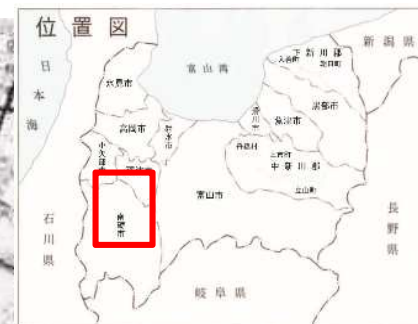 位置図
新潟県
日本海
富山湾
下新川郡
入善町
朝日町
氷見市
黒部市
魚津市
滑川市
高岡市
射水市
舟橋村
上市町
中新川郡
小矢部市
立山町
富山市
南砺市
石川県
長野県
岐阜県